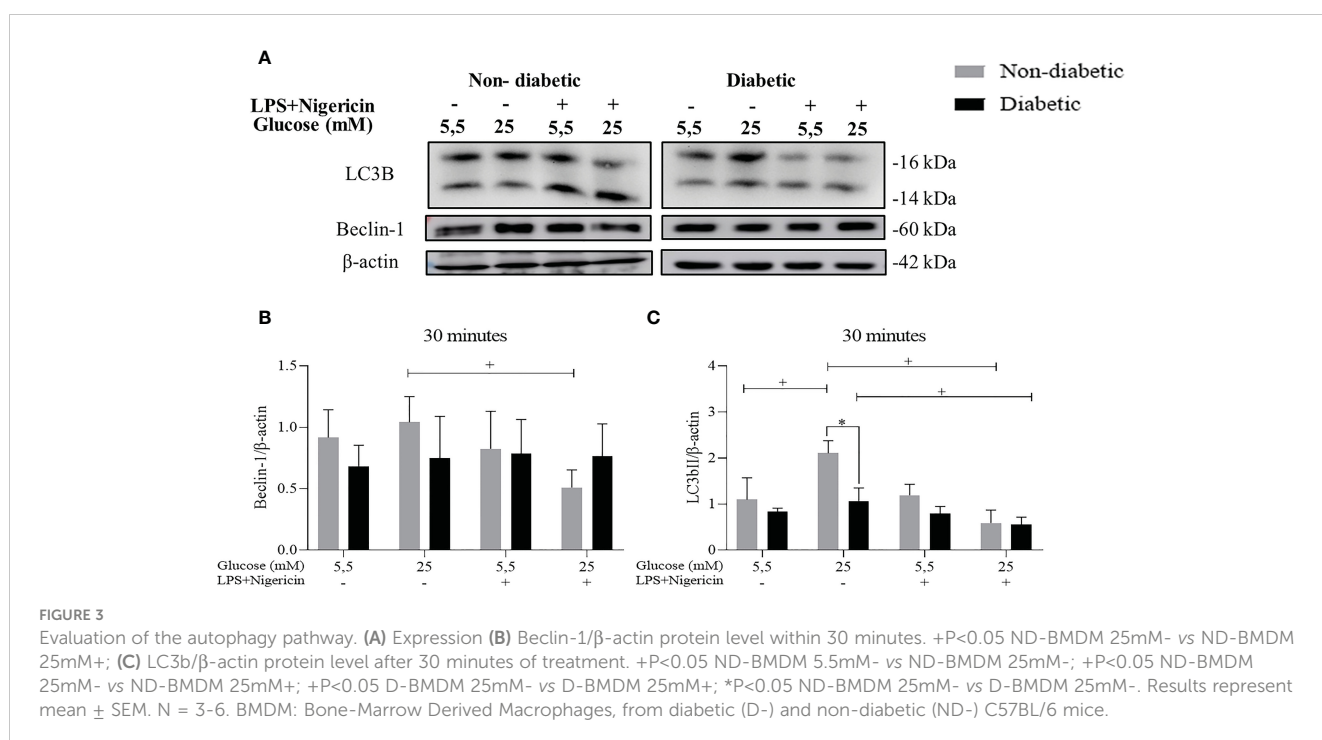 A
Non- diabetic Diabetic
Non-diabetic
Diabetic
LPS+Nigericin - - + + - - + +
Glucose (mM) 5,5 25 5,5 25 5,5 25 5,5 25
LC3B
-16 kDa
-14 kDa
Beclin-1 -60 kDa
β-actin -42 kDa
B
30 minutes
Beclin-1/β-actin
1.5
1.0
0.5
0.0
+
Glucose (mM) 5,5 25 5,5 25
LPS+Nigericin - - + +
C
30 minutes
LC3bII/β-actin
4
3
2
1
0
+
+
+
*
Glucose (mM) 5,5 25 5,5 25
LPS+Nigericin - - + +
FIGURE 3
Evaluation of the autophagy pathway. (A) Expression (B) Beclin-1/β-actin protein level within 30 minutes. +P<0.05 ND-BMDM 25mM- vs ND-BMDM
25mM+; (C) LC3b/β-actin protein level after 30 minutes of treatment. +P<0.05 ND-BMDM 5.5mM- vs ND-BMDM 25mM-; +P<0.05 ND-BMDM
25mM- vs ND-BMDM 25mM+; +P<0.05 D-BMDM 25mM- vs D-BMDM 25mM+; *P<0.05 ND-BMDM 25mM- vs D-BMDM 25mM-. Results represent
mean ± SEM. N = 3-6. BMDM: Bone-Marrow Derived Macrophages, from diabetic (D-) and non-diabetic (ND-) C57BL/6 mice.